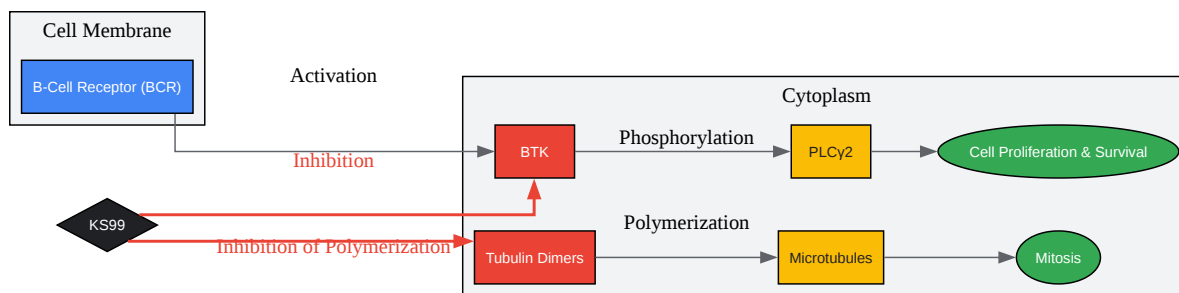 Cell Membrane
B-Cell Receptor (BCR)
Activation
Cytoplasm
Inhibition
BTK
Phosphorylation
PLCγ2
Cell Proliferation & Survival
KS99
Inhibition of Polymerization
Tubulin Dimers
Polymerization
Microtubules
Mitosis